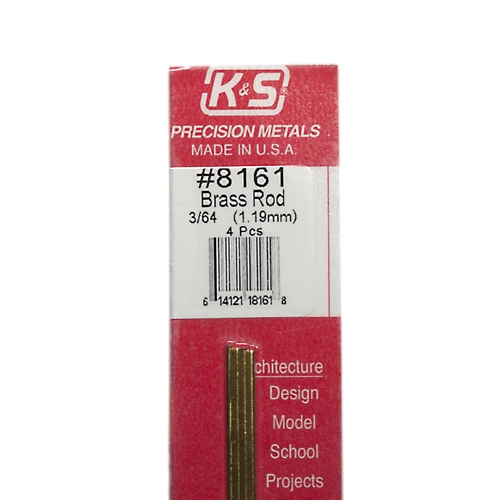 K&S®
PRECISION METALS
MADE IN U.S.A.
#8161
Brass Rod
3/64 (1.19mm)
4 Pcs
6 14121 18161 8
chitecture
Design
Model
School
Projects